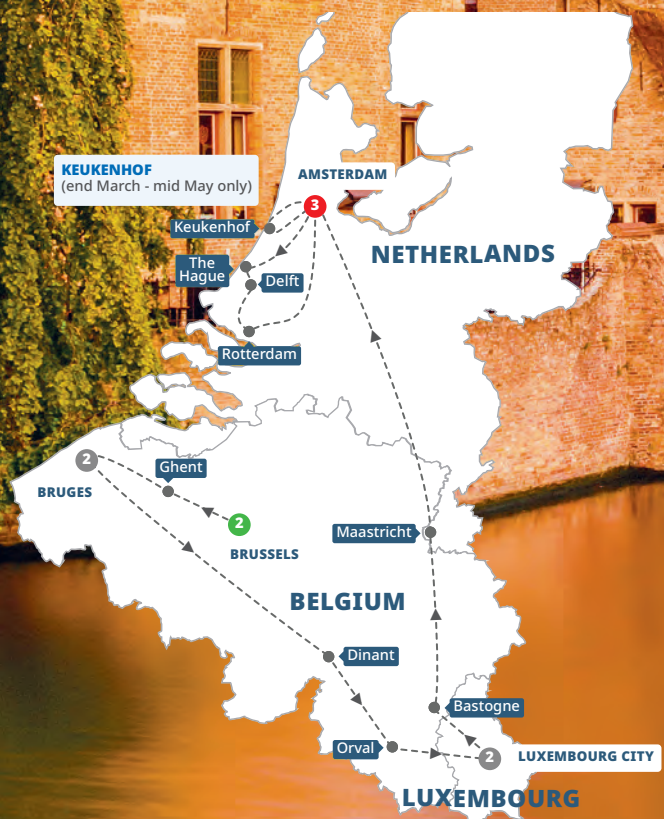 KEUKENHOF
(end March - mid May only)
AMSTERDAM
3
Keukenhof
NETHERLANDS
The
Hague
Delft
Rotterdam
2
Ghent
BRUGES
2
BRUSSELS
Maastricht
BELGIUM
Dinant
Bastogne
Orval
2
LUXEMBOURG CITY
LUXEMBOURG